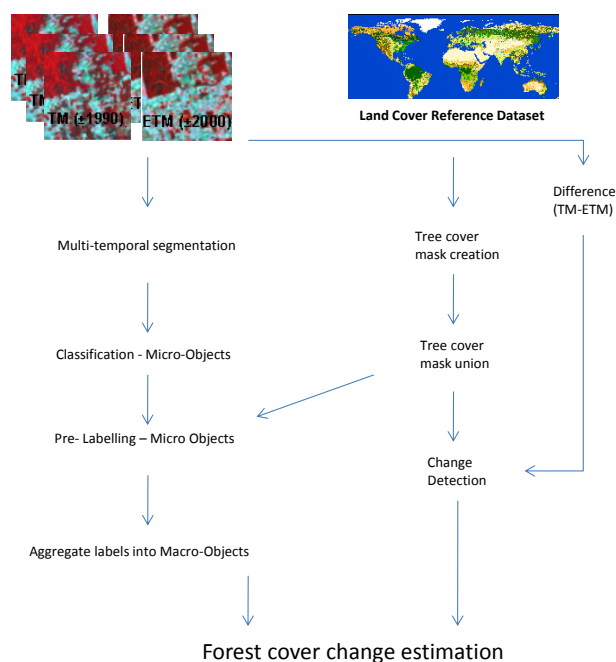 TM
TM
TM (±1990)
ETM (±2000)
Land Cover Reference Dataset
Difference
(TM-ETM)
Multi-temporal segmentation
Tree cover
mask creation
Classification - Micro-Objects
Tree cover
mask union
Pre- Labelling – Micro Objects
Change
Detection
Aggregate labels into Macro-Objects
Forest cover change estimation